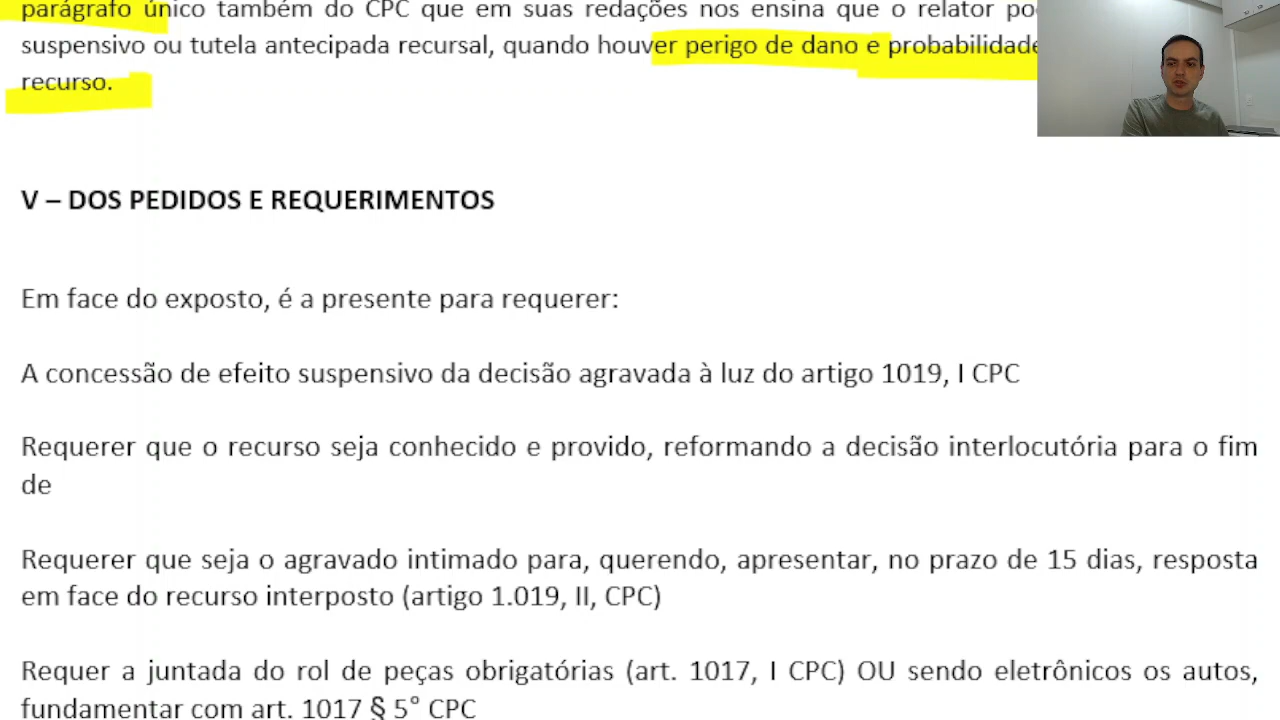 parágrafo único também do CPC que em suas redações nos ensina que o relator
suspensivo ou tutela antecipada recursal, quando houver perigo de dano e probabilidade
recurso.
V – DOS PEDIDOS E REQUERIMENTOS
Em face do exposto, é a presente para requerer:
A concessão de efeito suspensivo da decisão agravada à luz do artigo 1019, I CPC
Requerer que o recurso seja conhecido e provido, reformando a decisão interlocutória para o fim
de
Requerer que seja o agravado intimado para, querendo, apresentar, no prazo de 15 dias, resposta
em face do recurso interposto (artigo 1.019, II, CPC)
Requer a juntada do rol de peças obrigatórias (art. 1017, I CPC) OU sendo eletrônicos os autos,
fundamentar com art. 1017 § 5° CPC